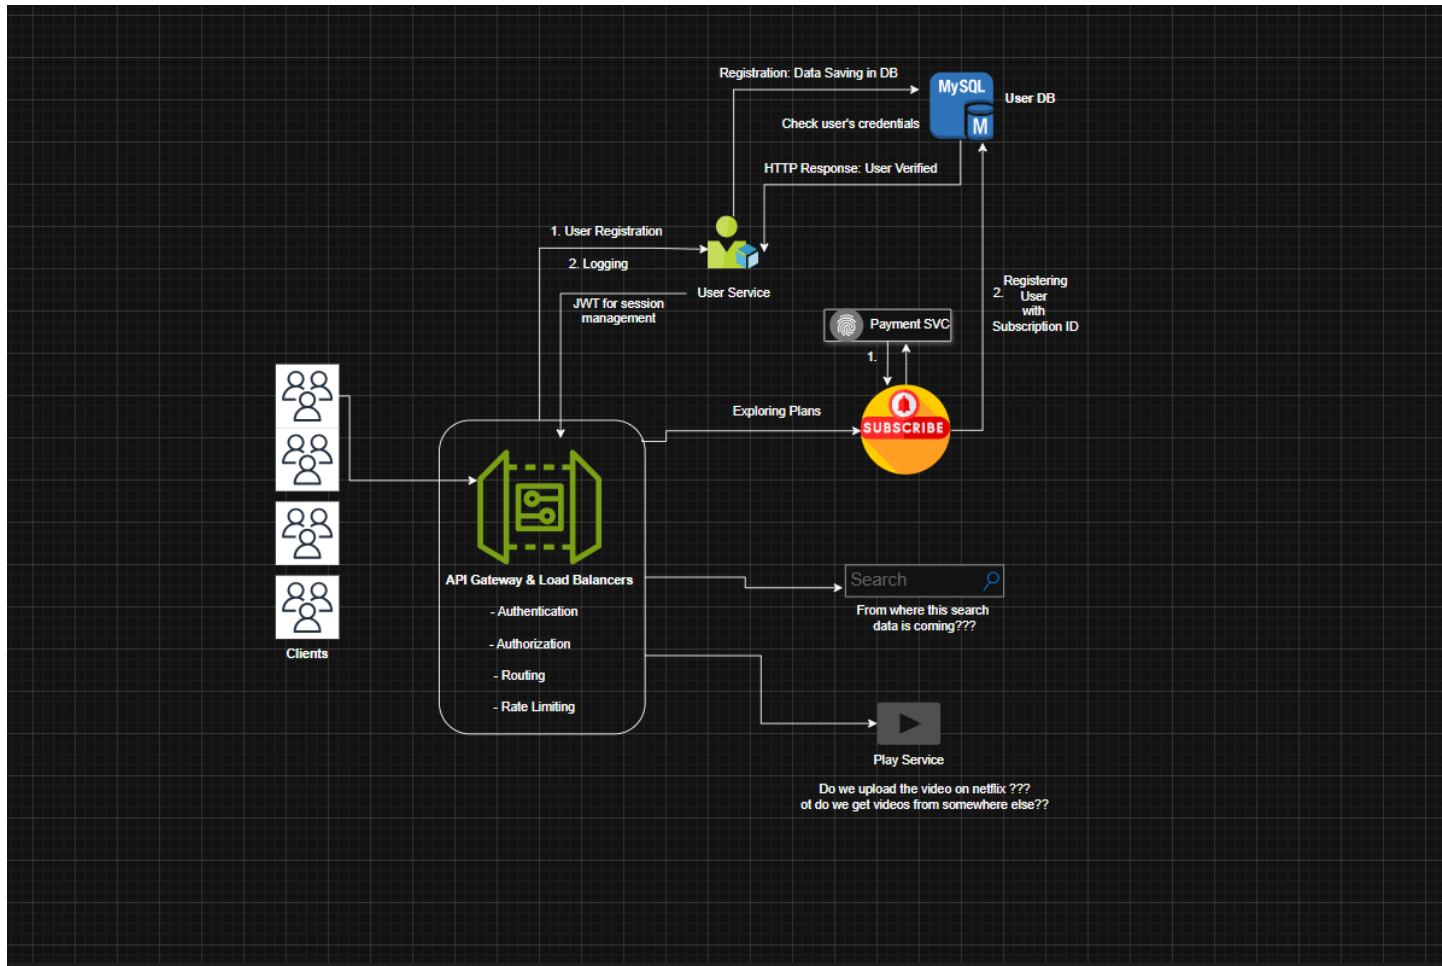 Registration: Data Saving in DB
MySQL
M
User DB
Check user's credentials
HTTP Response: User Verified
1. User Registration
2. Logging
User Service
JWT for session
management
Registering
2. User
with
Subscription ID
Payment SVC
1.
Exploring Plans
SUBSCRIBE
API Gateway & Load Balancers
- Authentication
- Authorization
- Routing
- Rate Limiting
Clients
Search
From where this search
data is coming???
Play Service
Do we upload the video on netflix ???
ot do we get videos from somewhere else??